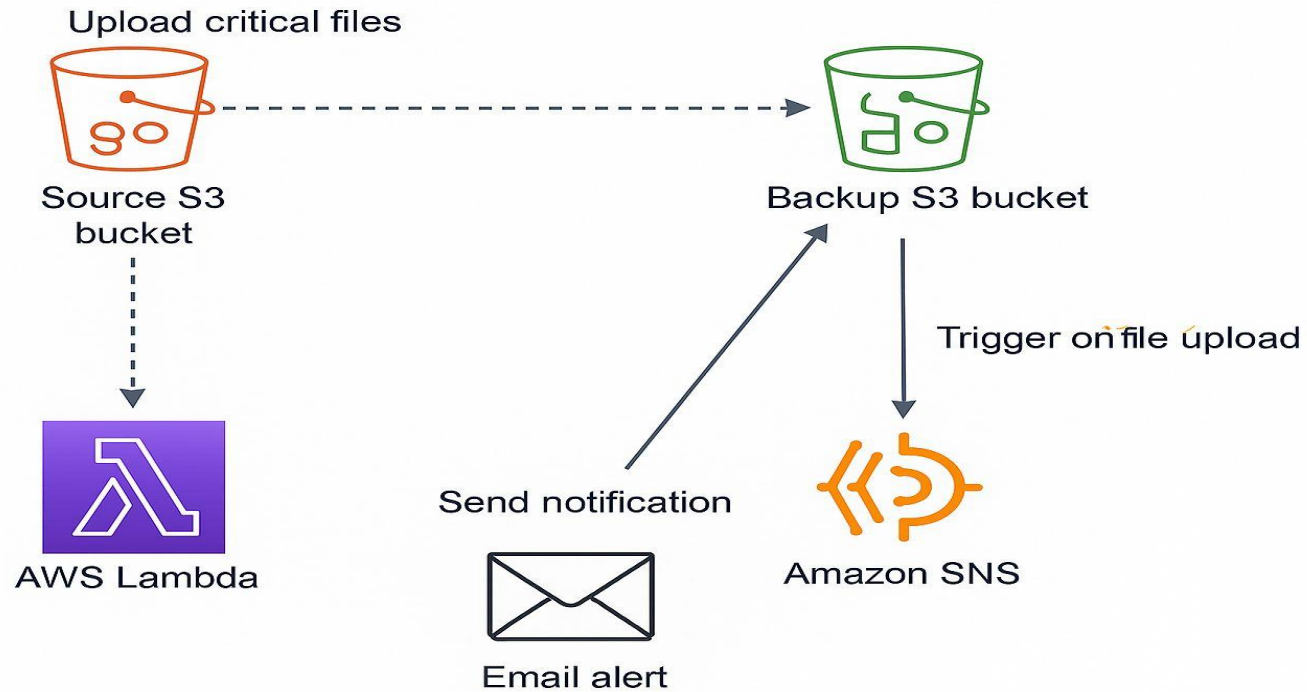 Upload critical files
Source S3
bucket
Backup S3 bucket
Trigger on file upload
Send notification
AWS Lambda
Amazon SNS
Email alert